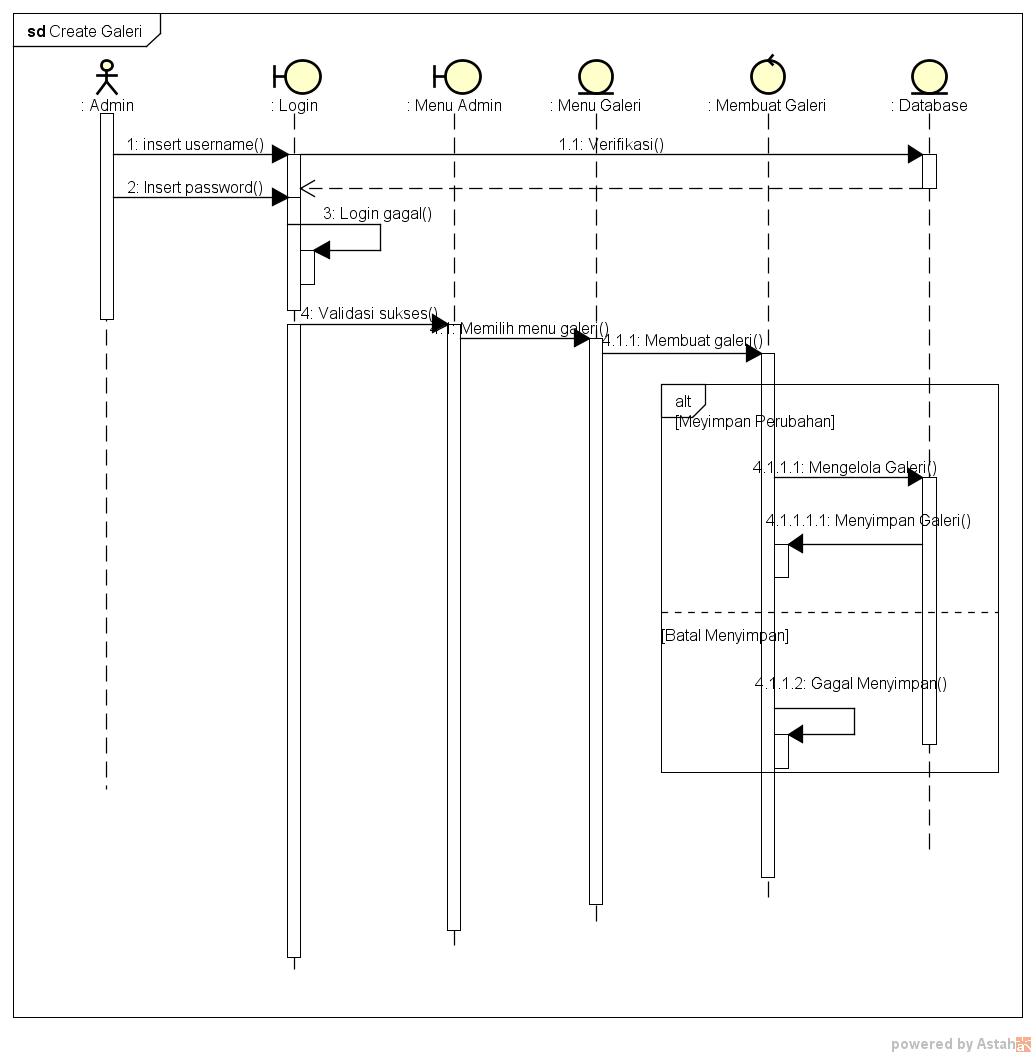 sd Create Galeri
: Admin
: Login
: Menu Admin
: Menu Galeri
: Membuat Galeri
: Database
1: insert username()
1.1: Verifikasi()
2: Insert password()
3: Login gagal()
4: Validasi sukses()
4.1: Memilih menu galeri()
4.1.1: Membuat galeri()
alt
[Meyimpan Perubahan]
4.1.1.1: Mengelola Galeri()
4.1.1.1.1: Menyimpan Galeri()
[Batal Menyimpan]
4.1.1.2: Gagal Menyimpan()
powered by Astah